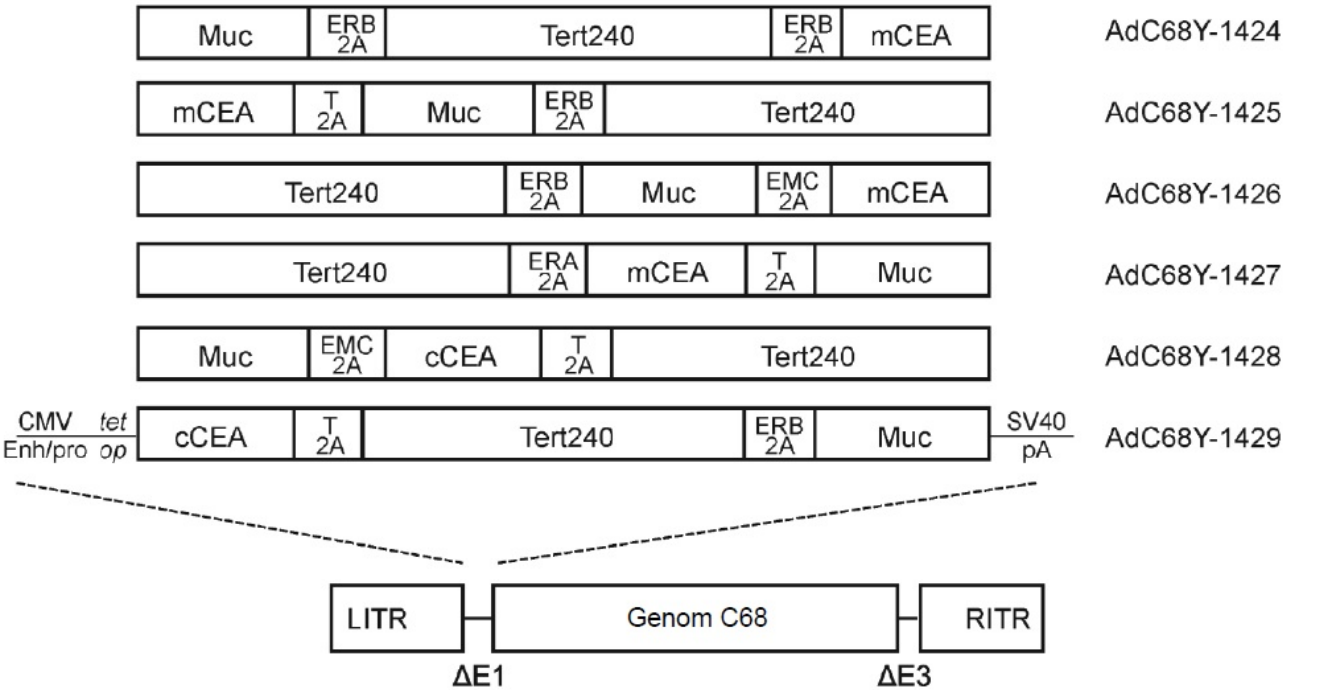 Muc ERB 2A Tert240 ERB 2A mCEA AdC68Y-1424
mCEA T 2A Muc ERB 2A Tert240 AdC68Y-1425
Tert240 ERB 2A Muc EMC 2A mCEA AdC68Y-1426
Tert240 ERA 2A mCEA T 2A Muc AdC68Y-1427
Muc EMC 2A cCEA T 2A Tert240 AdC68Y-1428
CMV tet Enh/pro op cCEA T 2A Tert240 ERB 2A Muc SV40 pA AdC68Y-1429
LITR Genom C68 RITR
ΔE1 ΔE3